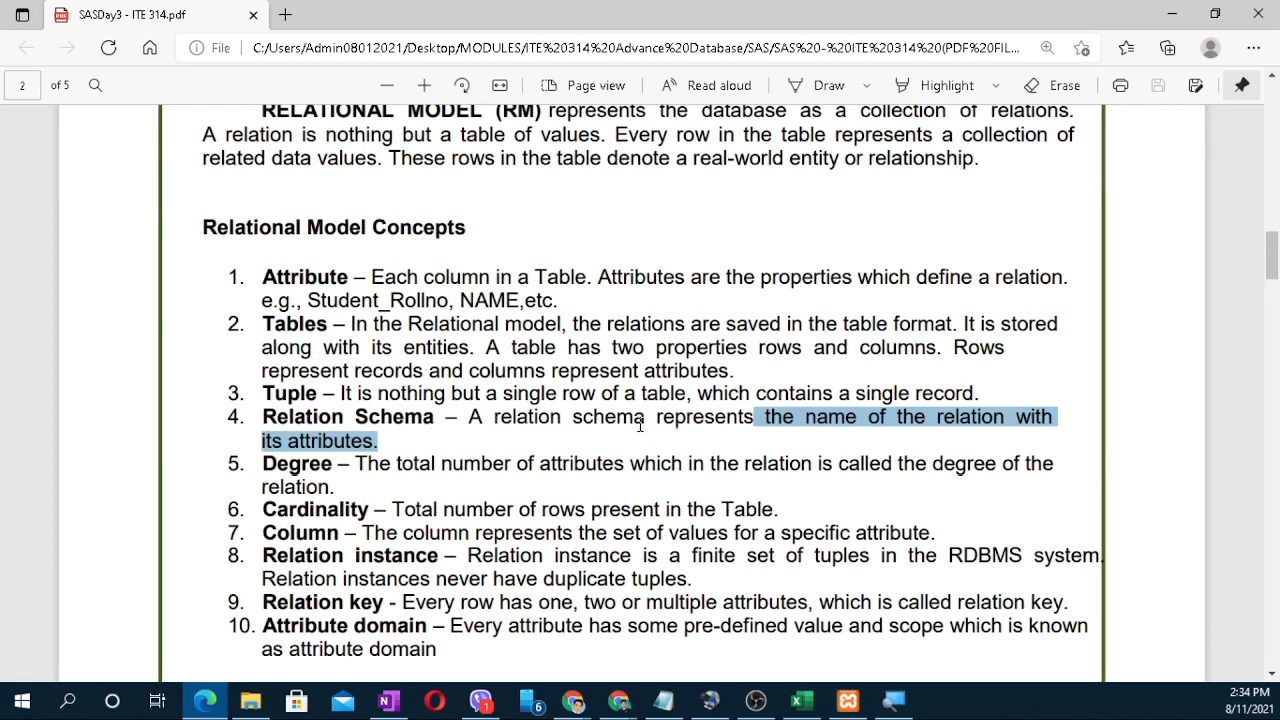 SASDay3 - ITE 314.pdf
File
C:/Users/Admin08012021/Desktop/MODULES/ITE%20314%20Advance%20Database/SAS/SAS%20-%20ITE%20314%20(PDF%20FIL...
2 of 5
Page view
Read aloud
Draw
Highlight
Erase
RELATIONAL MODEL (RM) represents the database as a collection of relations.
A relation is nothing but a table of values. Every row in the table represents a collection of
related data values. These rows in the table denote a real-world entity or relationship.
Relational Model Concepts
1. Attribute – Each column in a Table. Attributes are the properties which define a relation.
e.g., Student_Rollno, NAME,etc.
2. Tables – In the Relational model, the relations are saved in the table format. It is stored
along with its entities. A table has two properties rows and columns. Rows
represent records and columns represent attributes.
3. Tuple – It is nothing but a single row of a table, which contains a single record.
4. Relation Schema – A relation schema represents the name of the relation with
its attributes.
5. Degree – The total number of attributes which in the relation is called the degree of the
relation.
6. Cardinality – Total number of rows present in the Table.
7. Column – The column represents the set of values for a specific attribute.
8. Relation instance – Relation instance is a finite set of tuples in the RDBMS system.
Relation instances never have duplicate tuples.
9. Relation key - Every row has one, two or multiple attributes, which is called relation key.
10. Attribute domain – Every attribute has some pre-defined value and scope which is known
as attribute domain
1
6
2:34 PM
8/11/2021